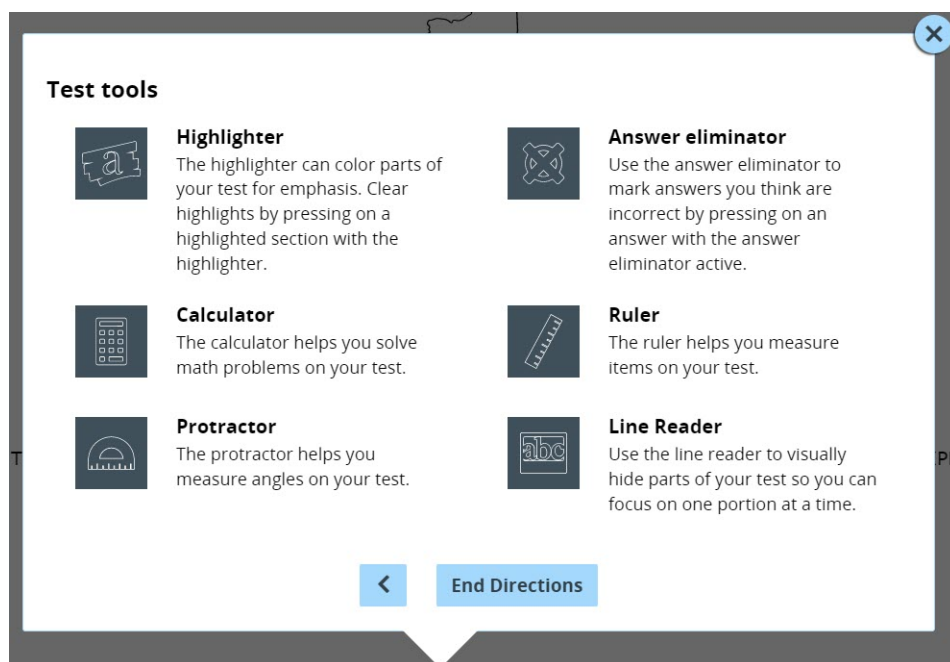 Test tools
Highlighter
The highlighter can color parts of
your test for emphasis. Clear
highlights by pressing on a
highlighted section with the
highlighter.
Answer eliminator
Use the answer eliminator to
mark answers you think are
incorrect by pressing on an
answer with the answer
eliminator active.
Calculator
The calculator helps you solve
math problems on your test.
Ruler
The ruler helps you measure
items on your test.
Protractor
The protractor helps you
measure angles on your test.
Line Reader
abc
Use the line reader to visually
hide parts of your test so you can
focus on one portion at a time.
End Directions